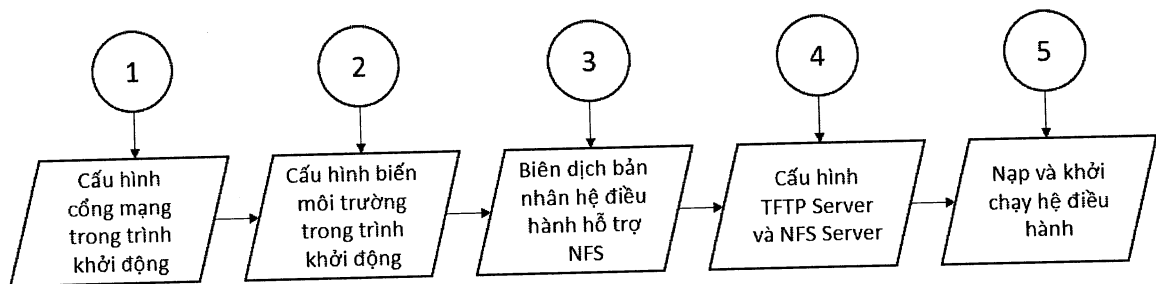 1
Cấu hình
cổng mạng
trong trình
khởi động
2
Cấu hình biến
môi trường
trong trình
khởi động
3
Biên dịch bản
nhân hệ điều
hành hỗ trợ
NFS
4
Cấu hình
TFTP Server
và NFS Server
5
Nạp và khởi
chạy hệ điều
hành